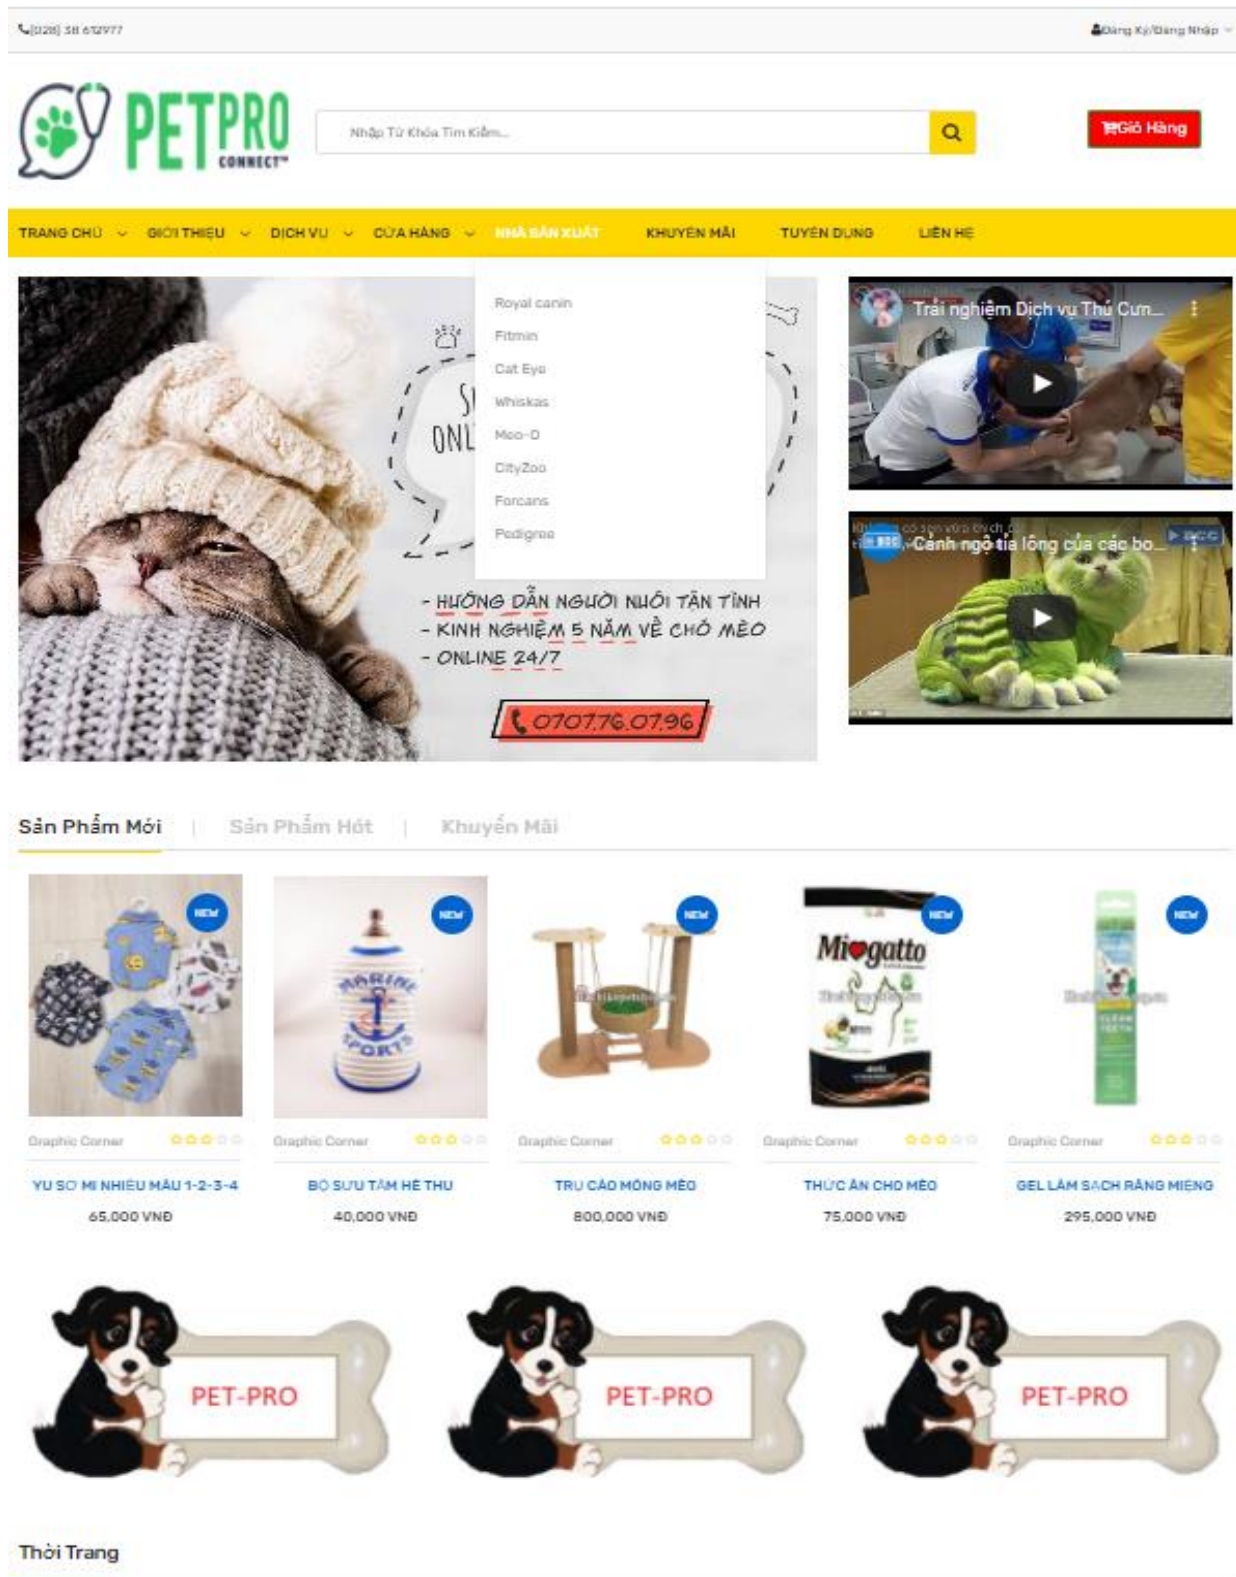 (028) 38 612977
Đăng Ký/Đăng Nhập
PETPRO
CONNECT™
Nhập Từ Khóa Tìm Kiếm...
Giỏ Hàng
TRANG CHỦ
GIỚI THIỆU
DỊCH VỤ
CỬA HÀNG
NHÀ SẢN XUẤT
KHUYẾN MÃI
TUYỂN DỤNG
LIÊN HỆ
Royal canin
Fitmin
Cat Eye
Whiskas
Meo-O
CityZoo
Forcans
Pedigree
ONL
- HƯỚNG DẪN NGƯỜI NUÔI TẬN TÌNH
- KINH NGHIỆM 5 NĂM VỀ CHÓ MÈO
- ONLINE 24/7
0707.76.07.96
Trải nghiệm Dịch vụ Thú Cưn...
Cảnh ngộ tỉa lông của các bo...
Sản Phẩm Mới | Sản Phẩm Hót | Khuyến Mãi
NEW
NEW
NEW
NEW
NEW
MARINE
SPORTS
Miogatto
CLEAN
TEETH
Graphic Corner
Graphic Corner
Graphic Corner
Graphic Corner
Graphic Corner
YU SƠ MI NHIỀU MÀU 1-2-3-4
BỘ SƯU TẦM HÈ THU
TRỤ CÀO MÓNG MÈO
THỨC ĂN CHO MÈO
GEL LÀM SẠCH RĂNG MIỆNG
65,000 VNĐ
40,000 VNĐ
800,000 VNĐ
75,000 VNĐ
295,000 VNĐ
PET-PRO
PET-PRO
PET-PRO
Thời Trang